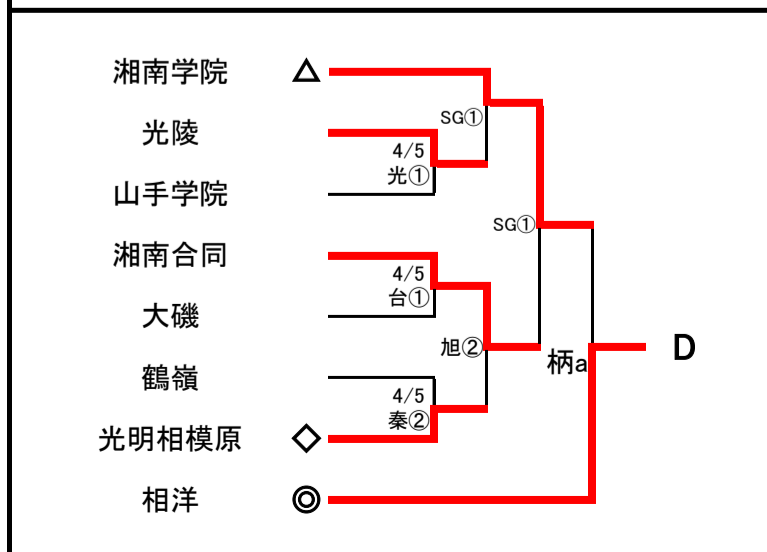 湘南学院 △
SG①
光陵
4/5
光①
山手学院
SG①
湘南合同
4/5
台①
大磯
旭②
D
柄a
鶴嶺
4/5
秦②
光明相模原 ◇
相洋 ◎